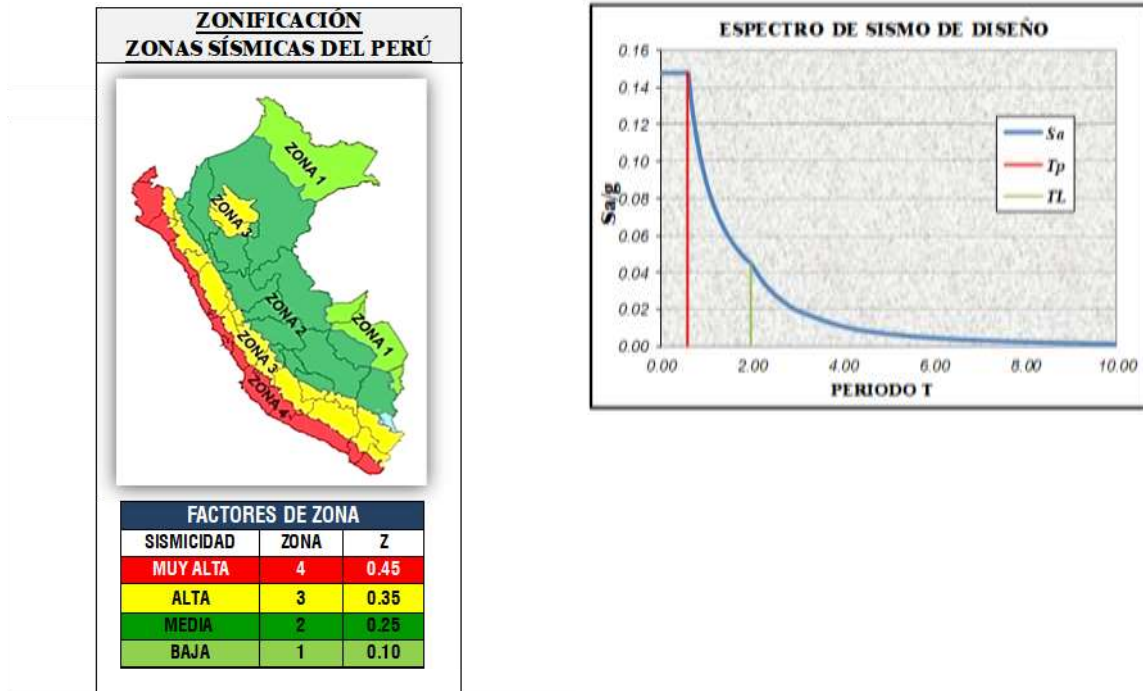 ZONIFICACIÓN
ZONAS SÍSMICAS DEL PERÚ
ZONA 1
ZONA 3
ZONA 2
ZONA 1
ZONA 3
ZONA 4
FACTORES DE ZONA
SISMICIDAD ZONA Z
MUY ALTA 4 0.45
ALTA 3 0.35
MEDIA 2 0.25
BAJA 1 0.10
ESPECTRO DE SISMO DE DISEÑO
Sa/g
0.16
0.14
0.12
0.10
0.08
0.06
0.04
0.02
0.00
Sa
Tp
TL
0.00 2.00 4.00 6.00 8.00 10.00
PERIODO T